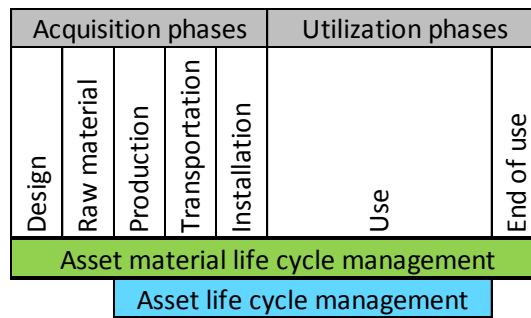 Acquisition phases
Utilization phases
Design
Raw material
Production
Transportation
Installation
Use
End of use
Asset material life cycle management
Asset life cycle management